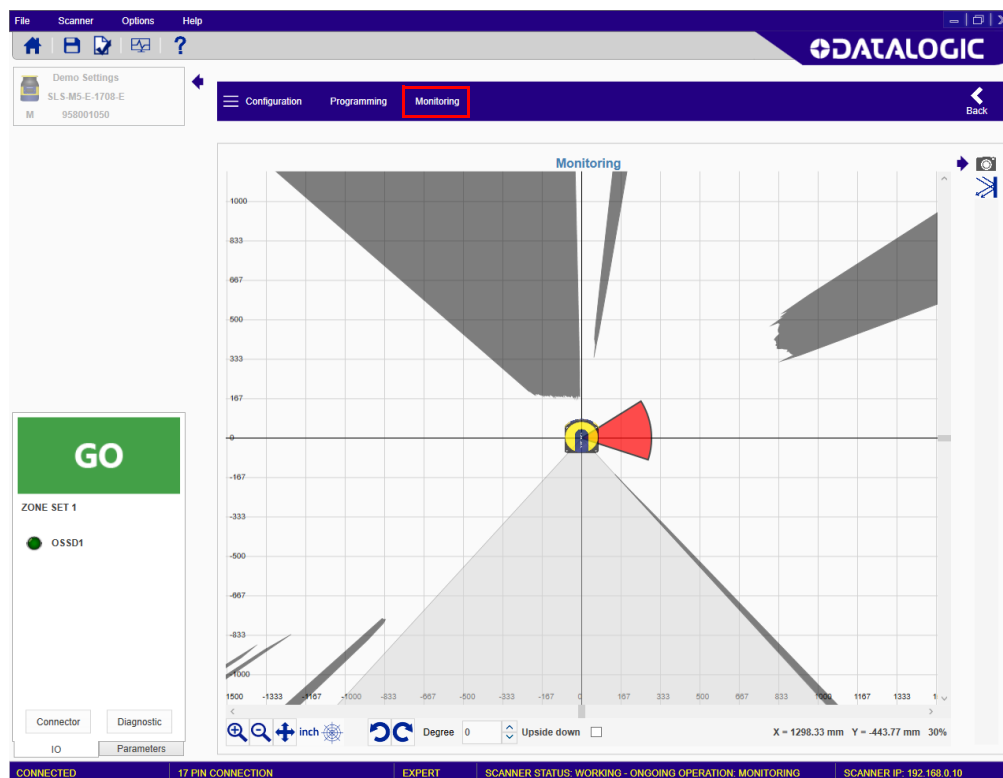 File Scanner Options Help
DATALOGIC
Demo Settings
SLS-M5-E-1708-E
M 958001050
Configuration Programming Monitoring
Back
Monitoring
1000
833
667
500
333
167
0
-167
-333
-500
-667
-833
-1000
1500 -1333 -1167 -1000 -833 -667 -500 -333 -167 0 167 333 500 667 833 1000 1167 1333 1
GO
ZONE SET 1
OSSD1
Connector Diagnostic
IO Parameters
inch Degree 0 Upside down X = 1298.33 mm Y = -443.77 mm 30%
CONNECTED 17 PIN CONNECTION EXPERT SCANNER STATUS: WORKING - ONGOING OPERATION: MONITORING SCANNER IP: 192.168.0.10